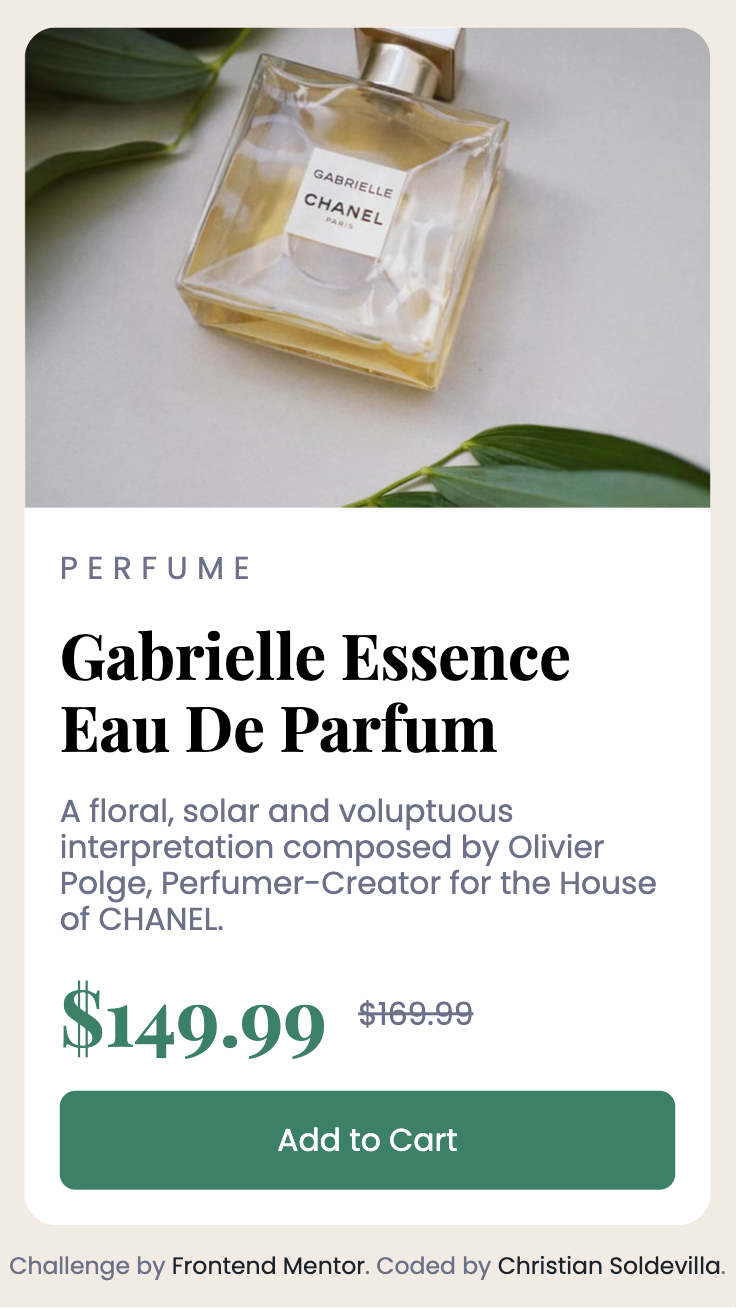 GABRIELLE
CHANEL
PARIS
PERFUME
Gabrielle Essence
Eau De Parfum
A floral, solar and voluptuous
interpretation composed by Olivier
Polge, Perfumer-Creator for the House
of CHANEL.
$149.99 $169.99
Add to Cart
Challenge by Frontend Mentor. Coded by Christian Soldevilla.